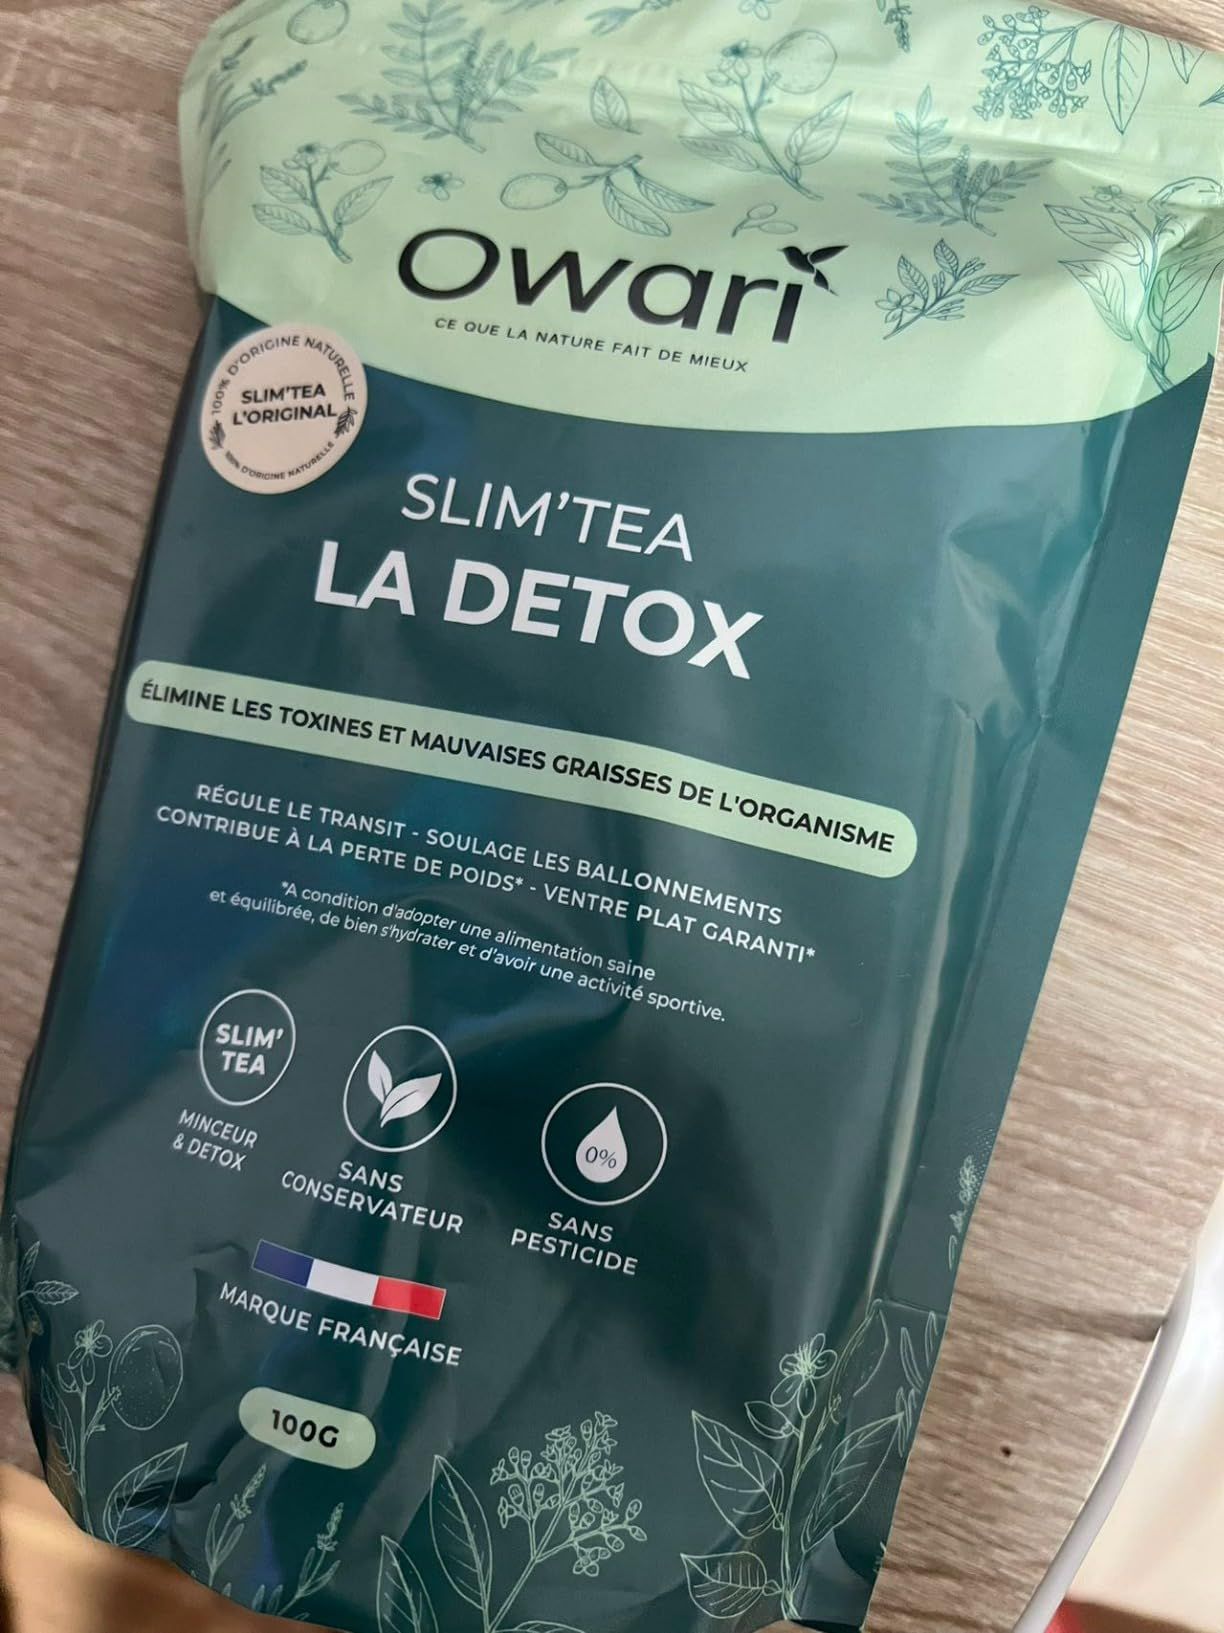 Owari
CE QUE LA NATURE FAIT DE MIEUX
100% D'ORIGINE NATURELLE
SLIM'TEA
L'ORIGINAL
100% D'ORIGINE NATURELLE
SLIM'TEA
LA DETOX
ÉLIMINE LES TOXINES ET MAUVAISES GRAISSES DE L'ORGANISME
RÉGULE LE TRANSIT - SOULAGE LES BALLONNEMENTS
CONTRIBUE À LA PERTE DE POIDS* - VENTRE PLAT GARANTI*
*A condition d'adopter une alimentation saine
et équilibrée, de bien s'hydrater et d'avoir une activité sportive.
SLIM'
TEA
MINCEUR
& DETOX
SANS
CONSERVATEUR
0%
SANS
PESTICIDE
MARQUE FRANÇAISE
100G